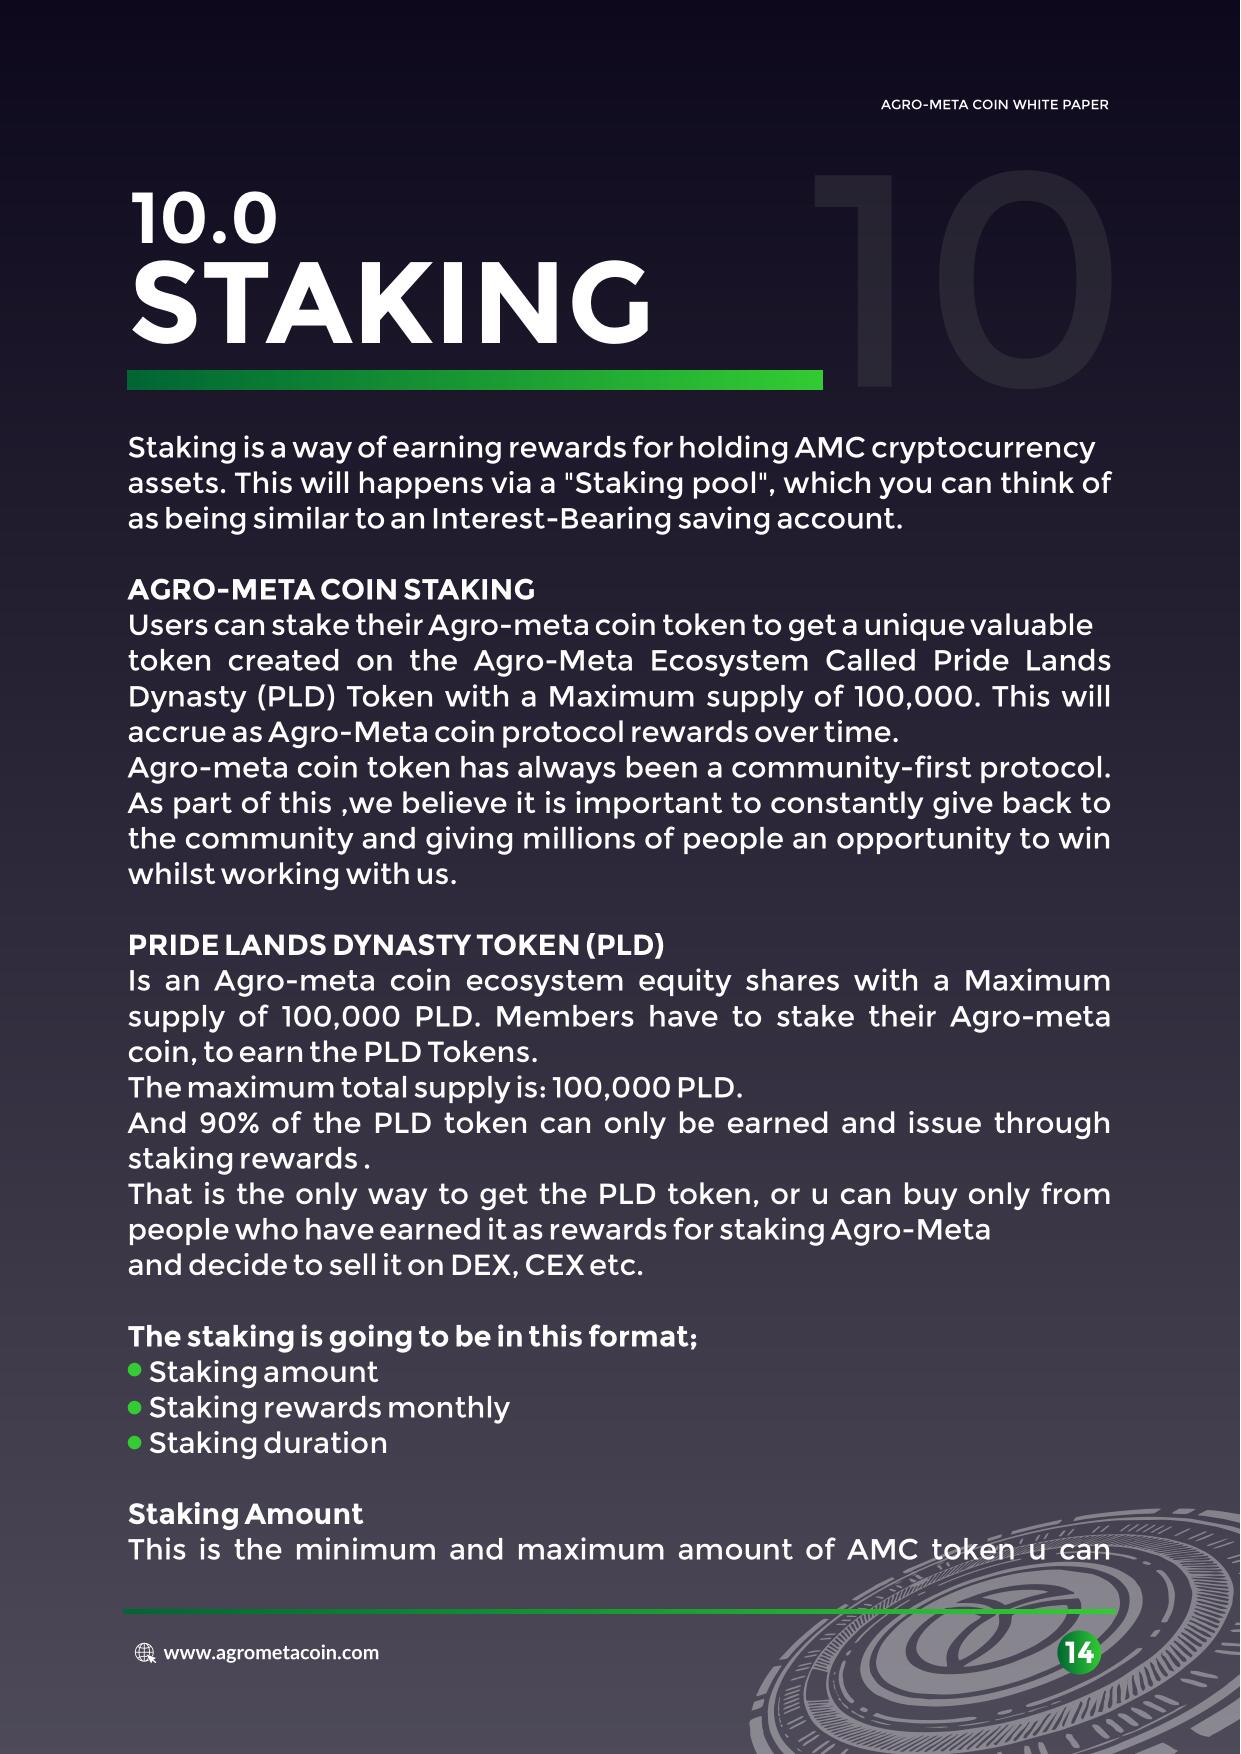 AGRO-META COIN WHITE PAPER
10.0
10
STAKING
Staking is a way of earning rewards for holding AMC cryptocurrency
assets. This will happens via a "Staking pool", which you can think of
as being similar to an Interest-Bearing saving account.
AGRO-META COIN STAKING
Users can stake their Agro-meta coin token to get a unique valuable
token created on the Agro-Meta Ecosystem Called Pride Lands
Dynasty (PLD) Token with a Maximum supply of 100,000. This will
accrue as Agro-Meta coin protocol rewards over time.
Agro-meta coin token has always been a community-first protocol.
As part of this ,we believe it is important to constantly give back to
the community and giving millions of people an opportunity to win
whilst working with us.
PRIDE LANDS DYNASTY TOKEN (PLD)
Is an Agro-meta coin ecosystem equity shares with a Maximum
supply of 100,000 PLD. Members have to stake their Agro-meta
coin, to earn the PLD Tokens.
The maximum total supply is: 100,000 PLD.
And 90% of the PLD token can only be earned and issue through
staking rewards .
That is the only way to get the PLD token, or u can buy only from
people who have earned it as rewards for staking Agro-Meta
and decide to sell it on DEX, CEX etc.
The staking is going to be in this format;
Staking amount
Staking rewards monthly
Staking duration
Staking Amount
This is the minimum and maximum amount of AMC token u can
www.agrometacoin.com
14